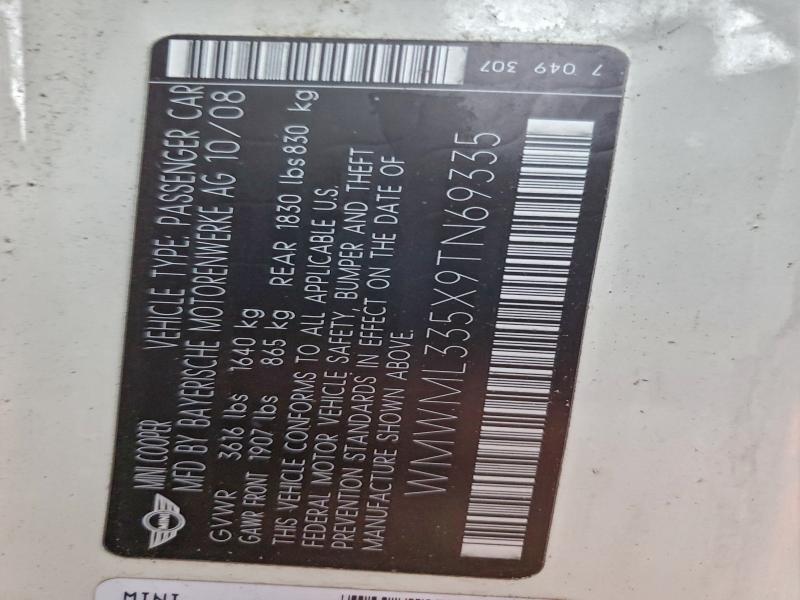 MINI
MINI COOPER VEHICLE TYPE: PASSENGER CAR
MFD BY BAYERISCHE MOTORENWERKE AG 10/08
GVWR 3616 lbs 1640 kg
GAWR FRONT 1907 lbs 865 kg REAR 1830 lbs 830 kg
THIS VEHICLE CONFORMS TO ALL APPLICABLE U.S.
FEDERAL MOTOR VEHICLE SAFETY, BUMPER AND THEFT
PREVENTION STANDARDS IN EFFECT ON THE DATE OF
MANUFACTURE SHOWN ABOVE.
WMWML335X9TN69335
7 049 307
MINI